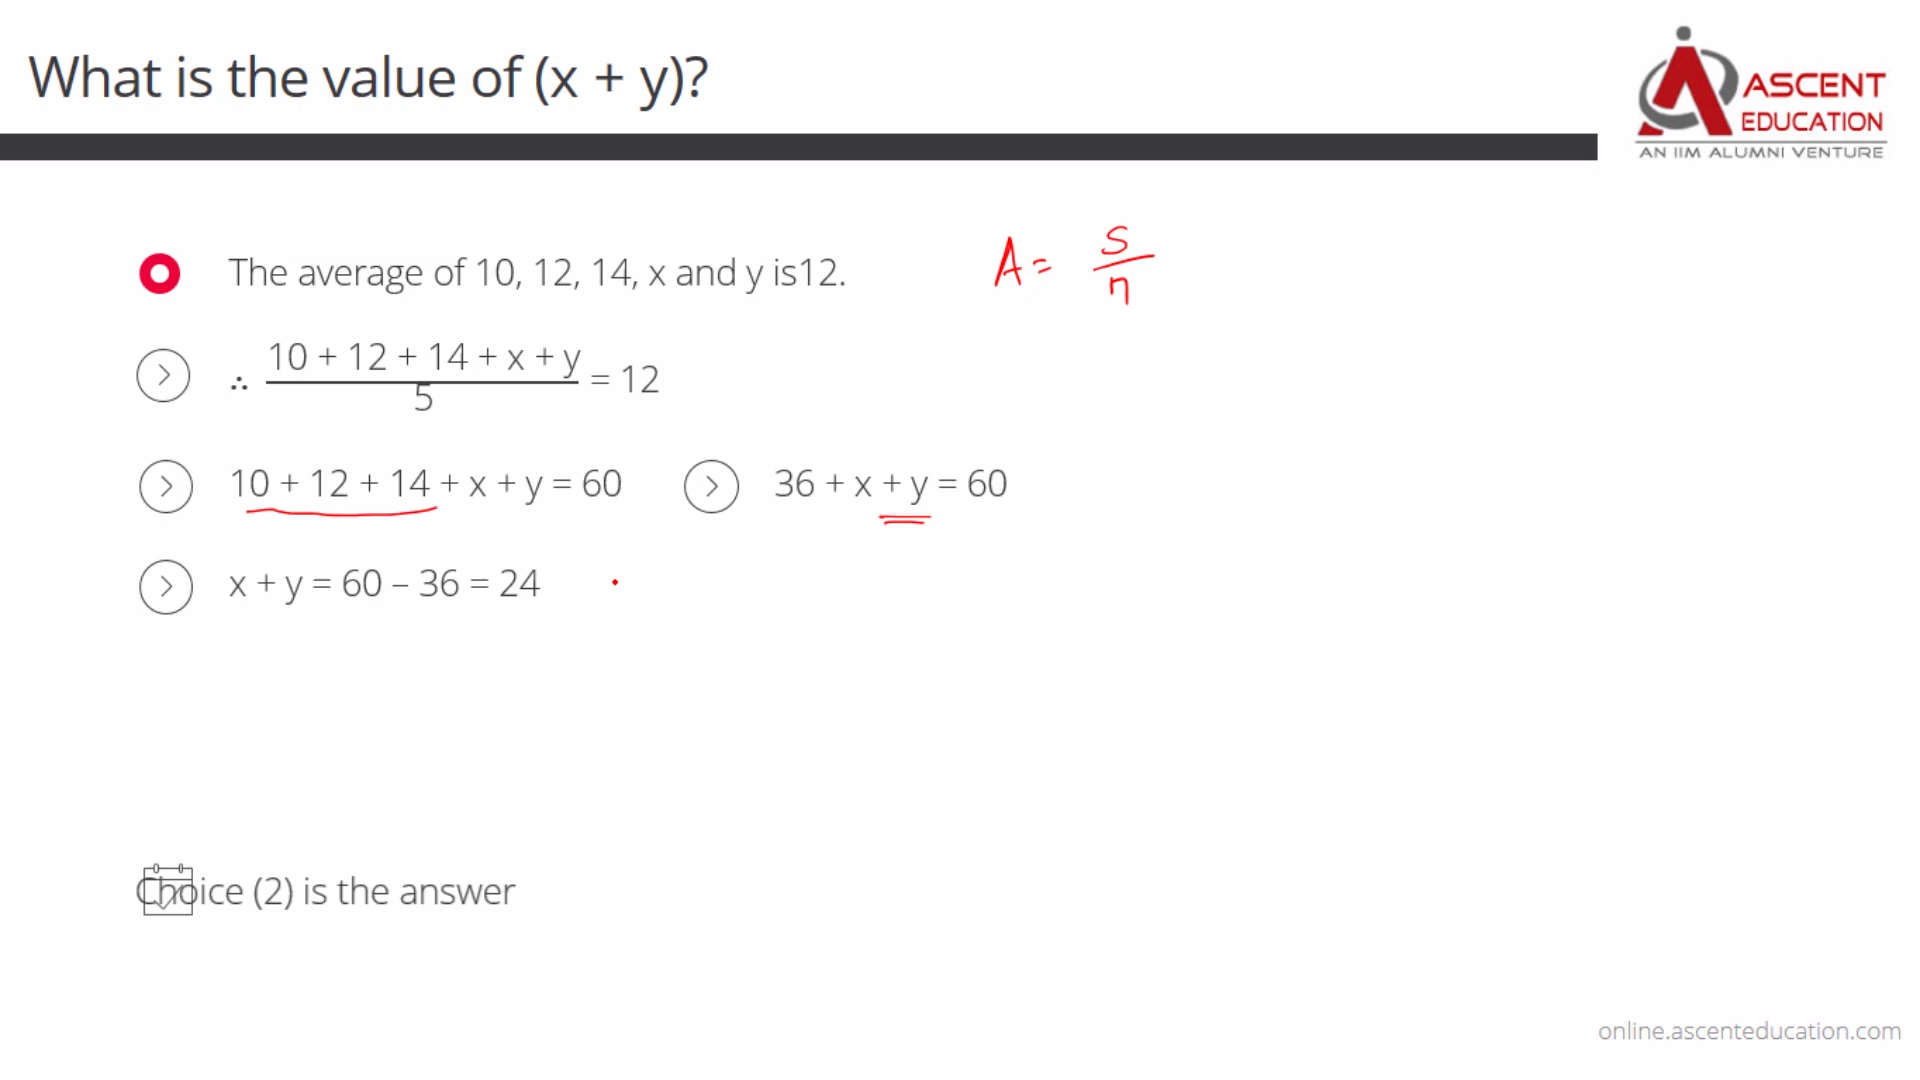 What is the value of (x + y)?
ASCENT
EDUCATION
AN IIM ALUMNI VENTURE
The average of 10, 12, 14, x and y is12.
A = S/n
∴ 10 + 12 + 14 + x + y / 5 = 12
10 + 12 + 14 + x + y = 60
36 + x + y = 60
x + y = 60 – 36 = 24
Choice (2) is the answer
online.ascenteducation.com